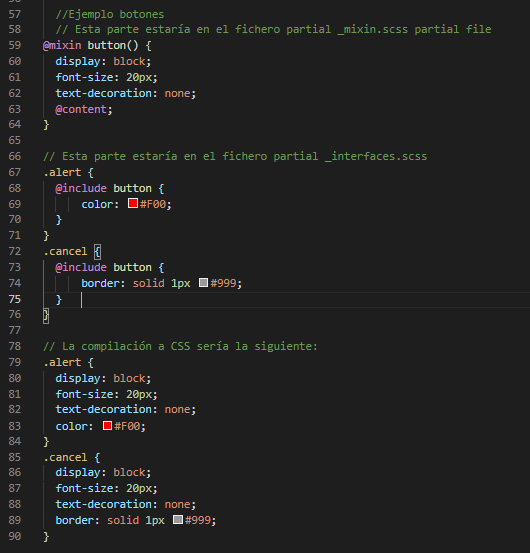 57 //Ejemplo botones
58 // Esta parte estaría en el fichero partial _mixin.scss partial file
59 @mixin button() {
60 display: block;
61 font-size: 20px;
62 text-decoration: none;
63 @content;
64 }
65
66 // Esta parte estaría en el fichero partial _interfaces.scss
67 .alert {
68 @include button {
69 color: #F00;
70 }
71 }
72 .cancel {
73 @include button {
74 border: solid 1px #999;
75 }
76 }
77
78 // La compilación a CSS sería la siguiente:
79 .alert {
80 display: block;
81 font-size: 20px;
82 text-decoration: none;
83 color: #F00;
84 }
85 .cancel {
86 display: block;
87 font-size: 20px;
88 text-decoration: none;
89 border: solid 1px #999;
90 }